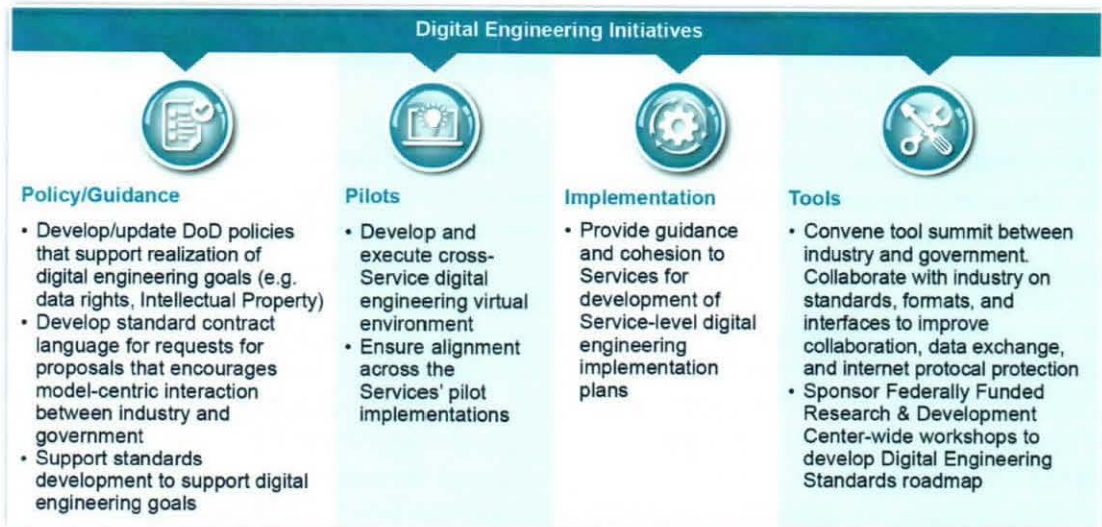 Digital Engineering Initiatives
Policy/Guidance
• Develop/update DoD policies
that support realization of
digital engineering goals (e.g.
data rights, Intellectual Property)
• Develop standard contract
language for requests for
proposals that encourages
model-centric interaction
between industry and
government
• Support standards
development to support digital
engineering goals
Pilots
• Develop and
execute cross-
Service digital
engineering virtual
environment
• Ensure alignment
across the
Services' pilot
implementations
Implementation
• Provide guidance
and cohesion to
Services for
development of
Service-level digital
engineering
implementation
plans
Tools
• Convene tool summit between
industry and government.
Collaborate with industry on
standards, formats, and
interfaces to improve
collaboration, data exchange,
and internet protocal protection
• Sponsor Federally Funded
Research & Development
Center-wide workshops to
develop Digital Engineering
Standards roadmap